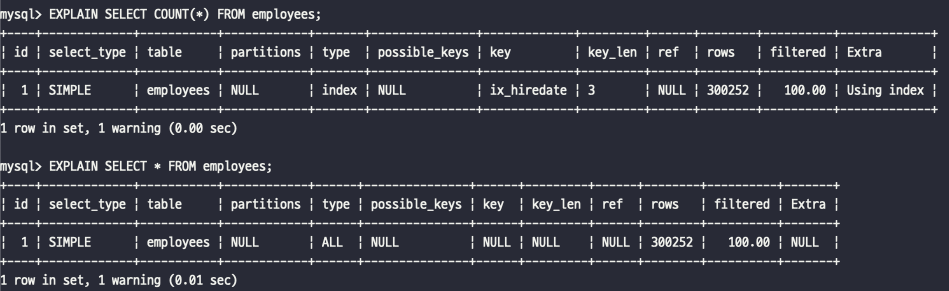 mysql> EXPLAIN SELECT COUNT(*) FROM employees;
+----+-------------+-----------+------------+-------+---------------+-------------+---------+------+--------+----------+-------------+
| id | select_type | table     | partitions | type  | possible_keys | key         | key_len | ref  | rows   | filtered | Extra       |
+----+-------------+-----------+------------+-------+---------------+-------------+---------+------+--------+----------+-------------+
|  1 | SIMPLE      | employees | NULL       | index | NULL          | ix_hiredate | 3       | NULL | 300252 |   100.00 | Using index |
+----+-------------+-----------+------------+-------+---------------+-------------+---------+------+--------+----------+-------------+
1 row in set, 1 warning (0.00 sec)
mysql> EXPLAIN SELECT * FROM employees;
+----+-------------+-----------+------------+------+---------------+------+---------+------+--------+----------+-------+
| id | select_type | table     | partitions | type | possible_keys | key  | key_len | ref  | rows   | filtered | Extra |
+----+-------------+-----------+------------+------+---------------+------+---------+------+--------+----------+-------+
|  1 | SIMPLE      | employees | NULL       | ALL  | NULL          | NULL | NULL    | NULL | 300252 |   100.00 | NULL  |
+----+-------------+-----------+------------+------+---------------+------+---------+------+--------+----------+-------+
1 row in set, 1 warning (0.01 sec)